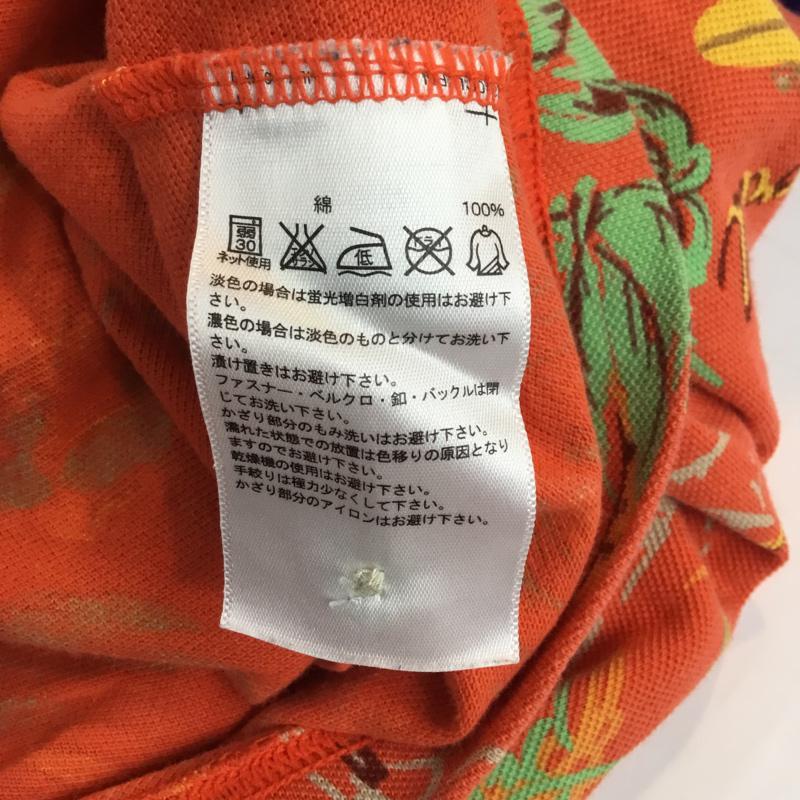 綿 100%
弱 30 エンソサラシ 低 ドライ
ネット使用
淡色の場合は蛍光増白剤の使用はお避け下
さい。
濃色の場合は淡色のものと分けてお洗い下
さい。
漬け置きはお避け下さい。
ファスナー・ベルクロ・釦・バックルは閉
じてお洗い下さい。
かざり部分のもみ洗いはお避け下さい。
濡れた状態での放置は色移りの原因となり
ますのでお避け下さい。
乾燥機の使用はお避け下さい。
手絞りは極力少なくして下さい。
かざり部分のアイロンはお避け下さい。